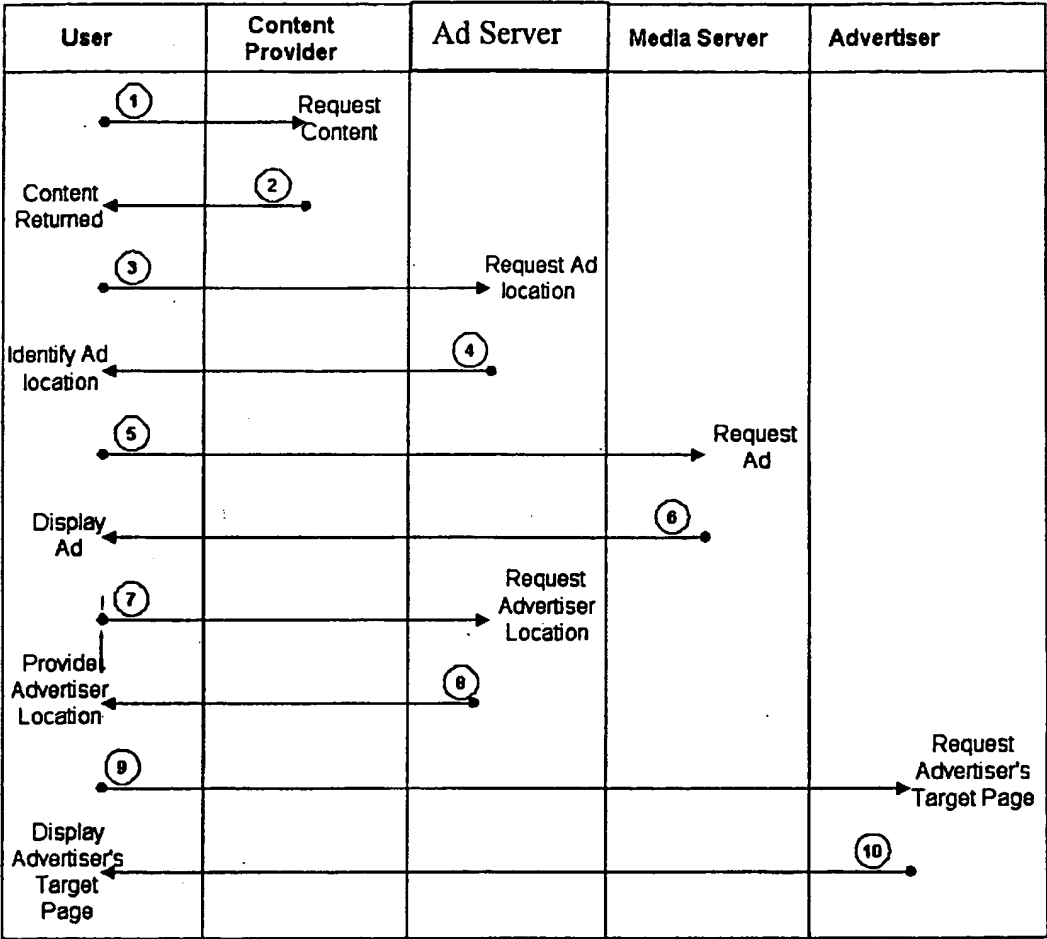 User
Content
Provider
Ad Server
Media Server
Advertiser
1
Request
Content
2
Content
Returned
3
Request Ad
location
4
Identify Ad
location
5
Request
Ad
6
Display
Ad
7
Request
Advertiser
Location
8
Provide
Advertiser
Location
9
Request
Advertiser's
Target Page
10
Display
Advertiser's
Target
Page